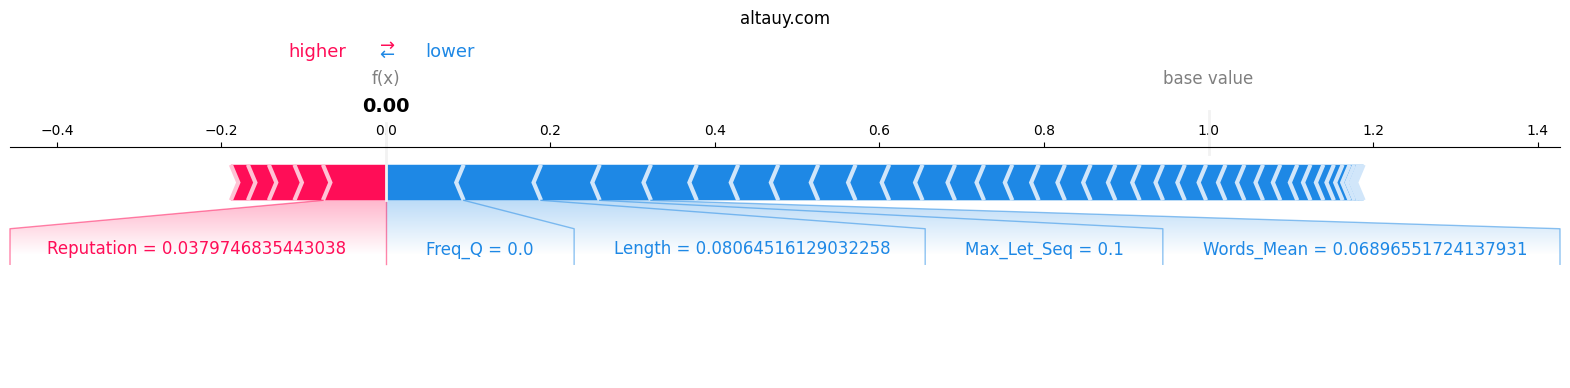 altauy.com
higher ⇄ lower
f(x) base value
0.00
−0.4 −0.2 0.0 0.2 0.4 0.6 0.8 1.0 1.2 1.4
Reputation = 0.0379746835443038 Freq_Q = 0.0 Length = 0.08064516129032258 Max_Let_Seq = 0.1 Words_Mean = 0.06896551724137931